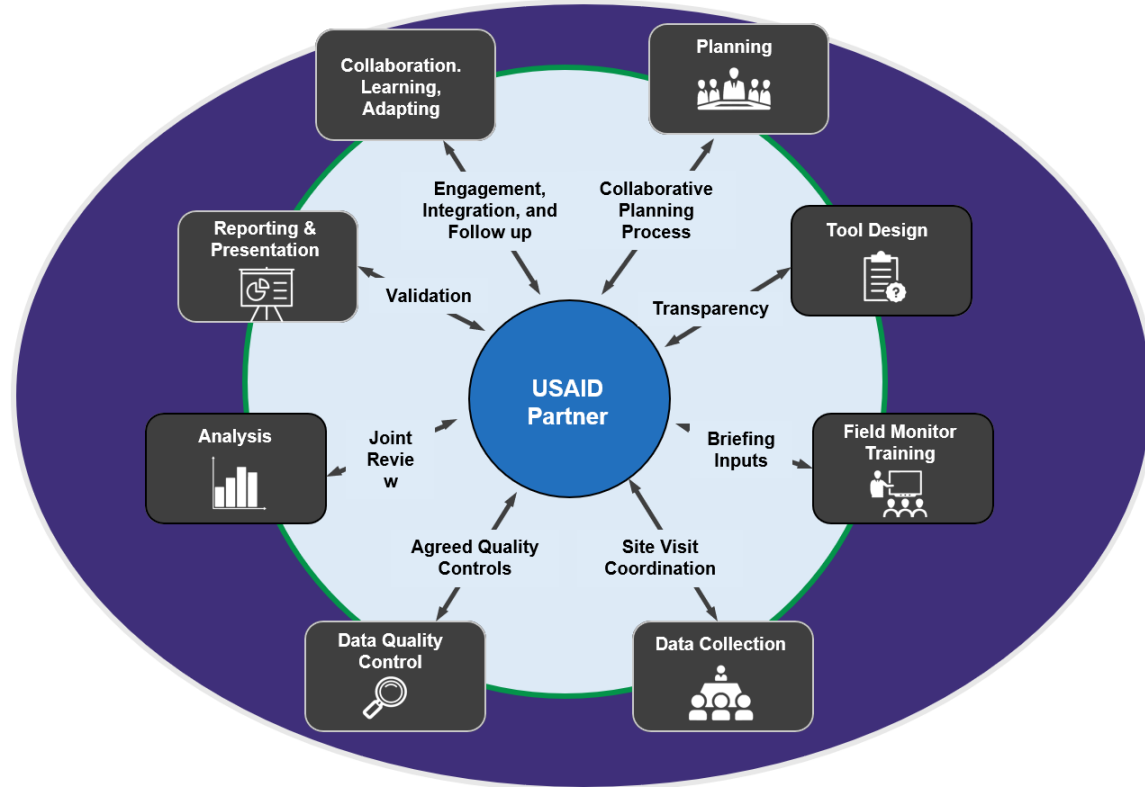 Planning
Collaboration.
Learning,
Adapting
Engagement,
Integration, and
Follow up
Collaborative
Planning
Process
Reporting &
Presentation
Tool Design
?
Validation
Transparency
USAID
Partner
Analysis
Joint
Revie
w
Briefing
Inputs
Field Monitor
Training
Agreed Quality
Controls
Site Visit
Coordination
Data Quality
Control
Data Collection